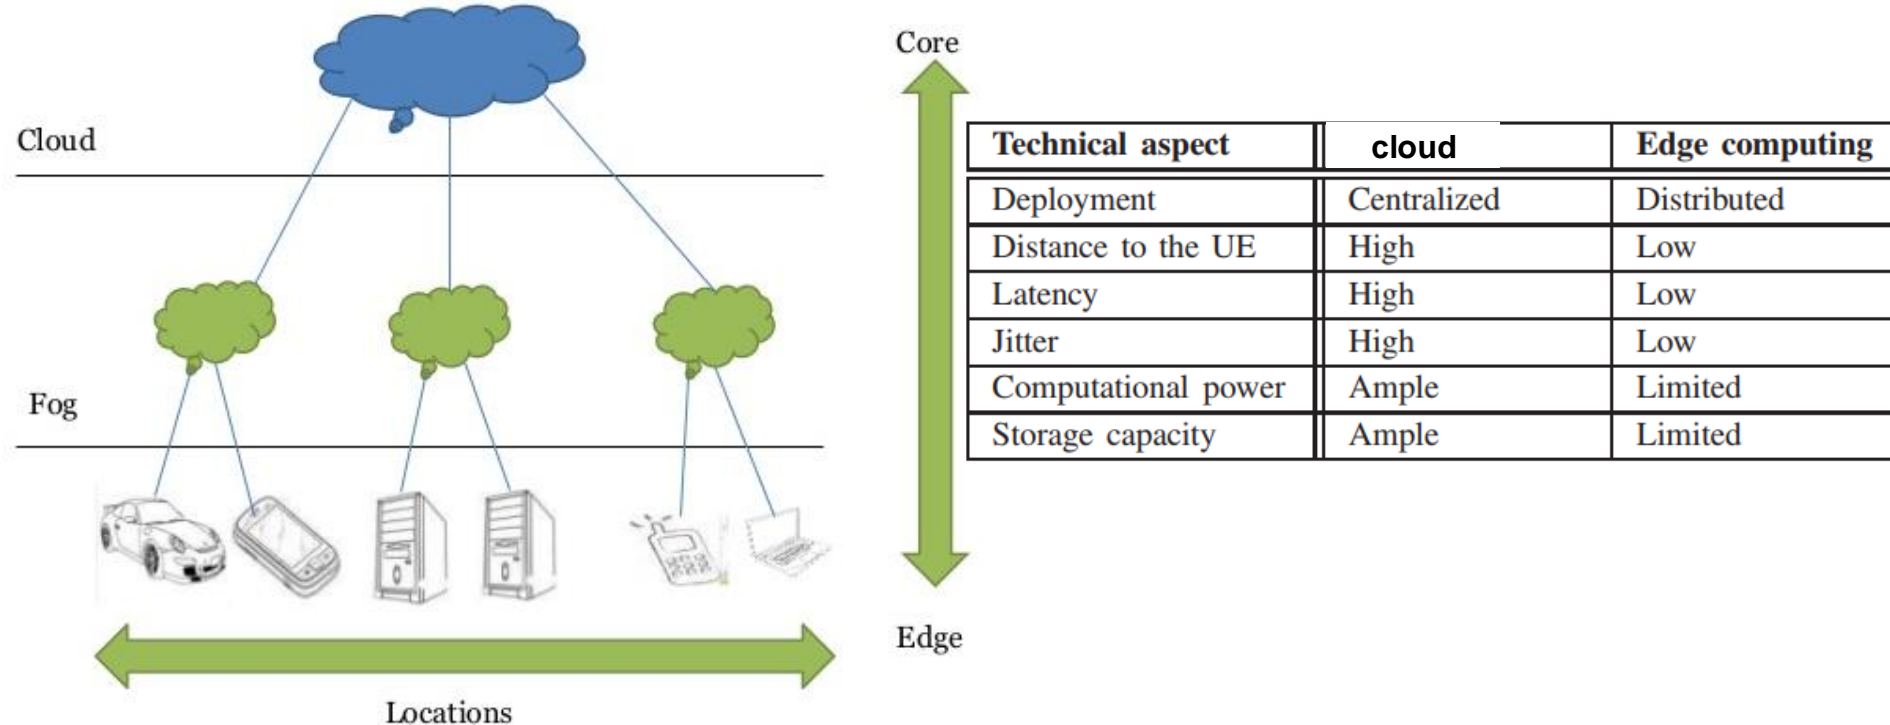 Cloud
Fog
Locations
Core
Edge
Technical aspect cloud Edge computing
Deployment Centralized Distributed
Distance to the UE High Low
Latency High Low
Jitter High Low
Computational power Ample Limited
Storage capacity Ample Limited